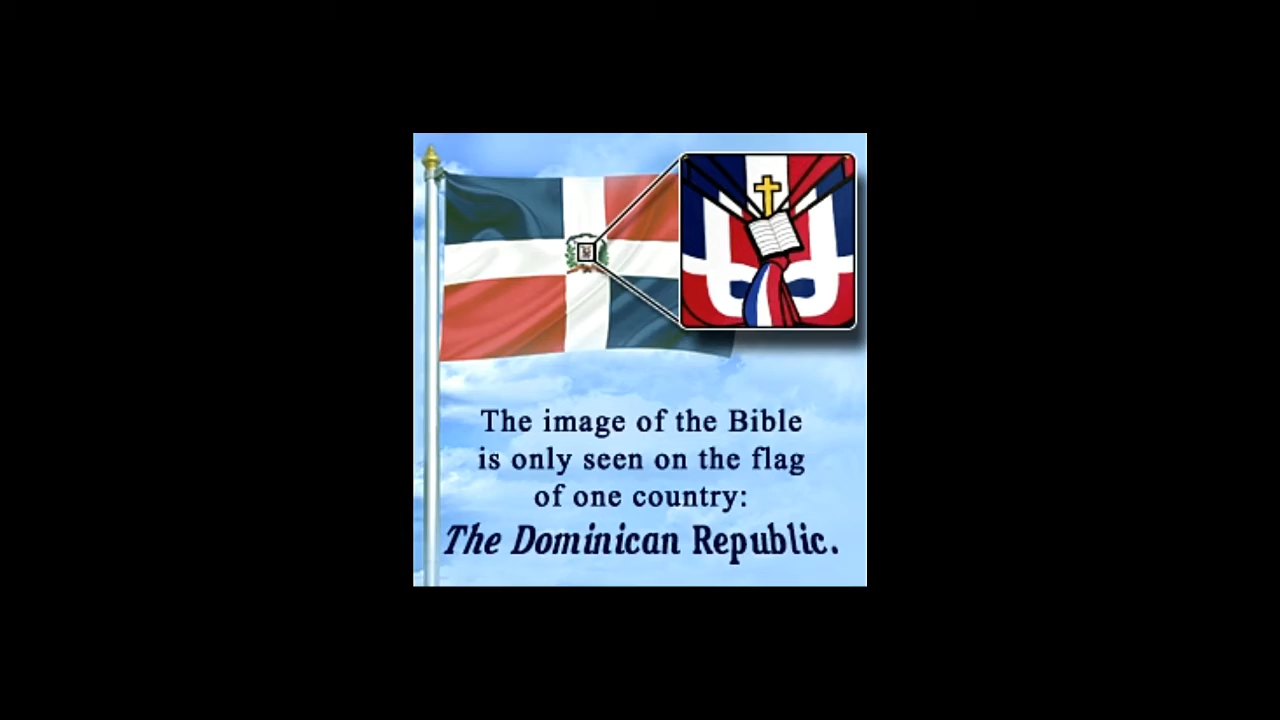 The image of the Bible
is only seen on the flag
of one country:
The Dominican Republic.